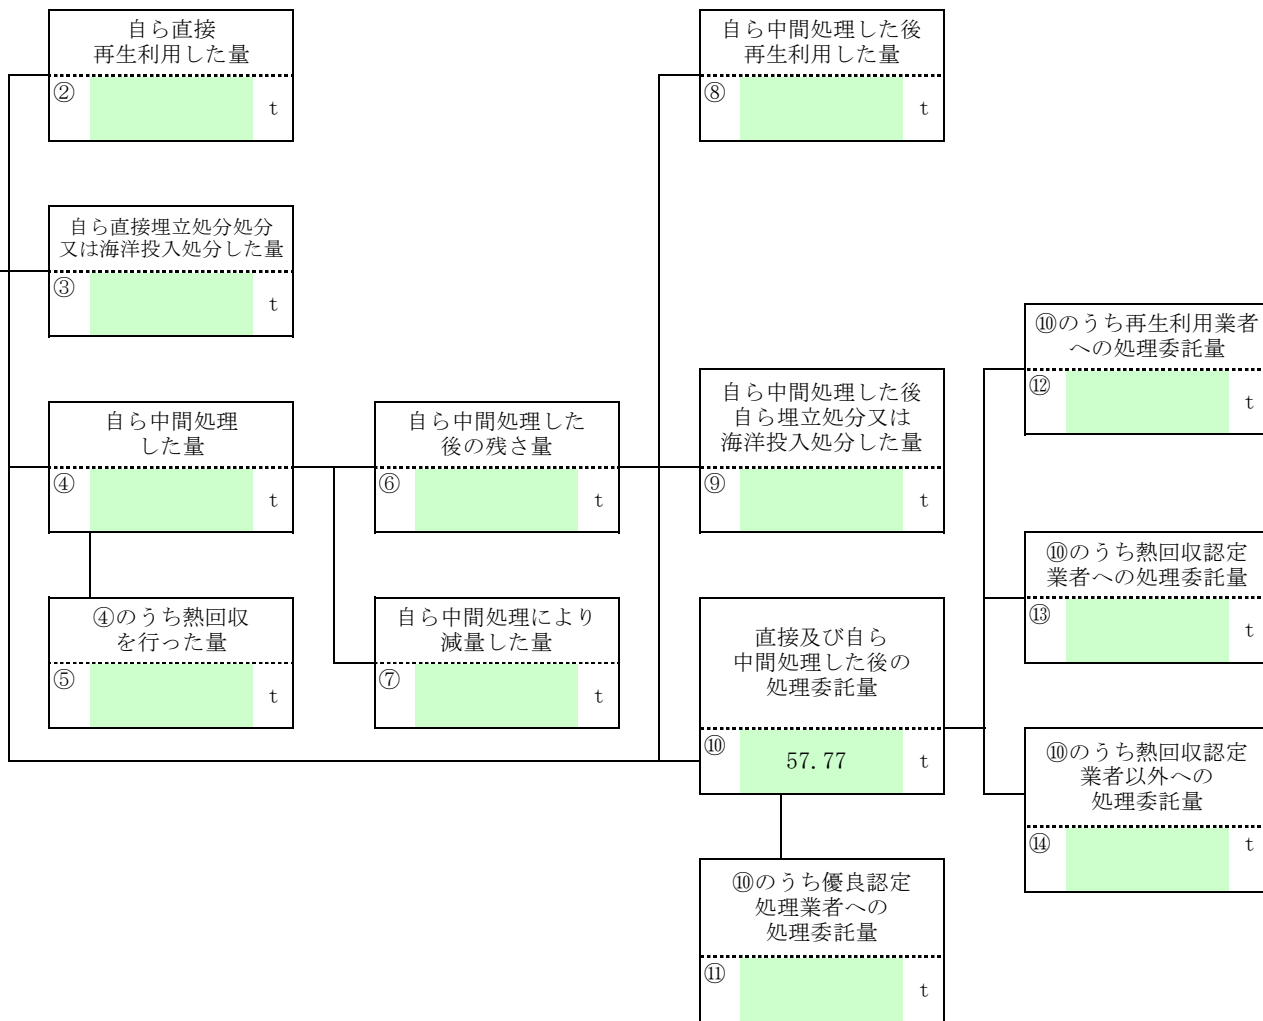 自ら直接
再生利用した量
②
t
自ら中間処理した後
再生利用した量
⑧
t
自ら直接埋立処分処分
又は海洋投入処分した量
③
t
⑩のうち再生利用業者
への処理委託量
⑫
t
自ら中間処理
した量
④
t
自ら中間処理した
後の残さ量
⑥
t
自ら中間処理した後
自ら埋立処分又は
海洋投入処分した量
⑨
t
⑩のうち熱回収認定
業者への処理委託量
⑬
t
④のうち熱回収
を行った量
⑤
t
自ら中間処理により
減量した量
⑦
t
直接及び自ら
中間処理した後の
処理委託量
⑩
57.77
t
⑩のうち熱回収認定
業者以外への
処理委託量
⑭
t
⑩のうち優良認定
処理業者への
処理委託量
⑪
t